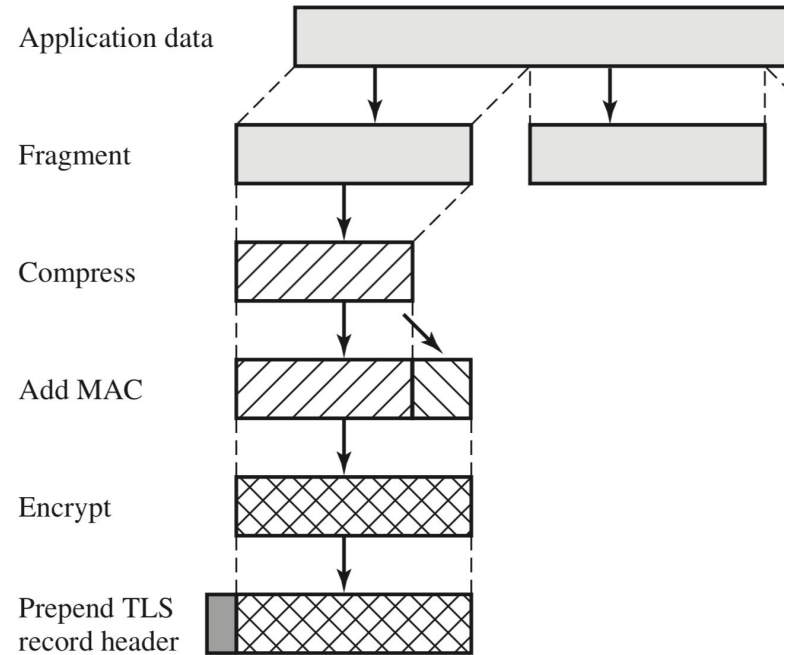 Application data
Fragment
Compress
Add MAC
Encrypt
Prepend TLS
record header